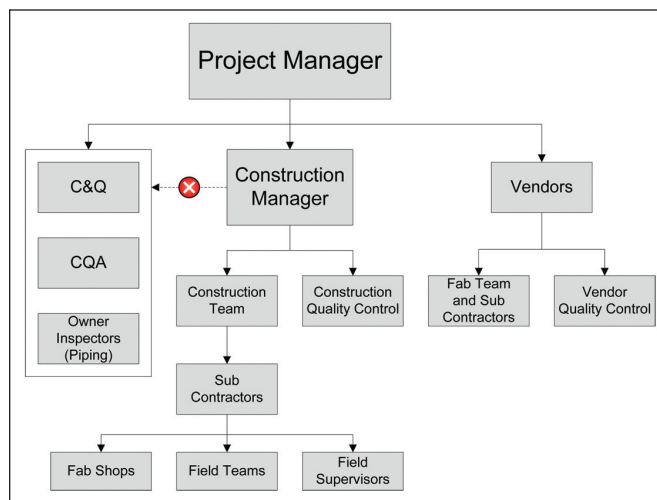 Project Manager
C&Q
Construction
Manager
Vendors
CQA
Construction
Team
Construction
Quality Control
Fab Team
and Sub
Contractors
Vendor
Quality Control
Owner
Inspectors
(Piping)
Sub
Contractors
Fab Shops
Field Teams
Field
Supervisors